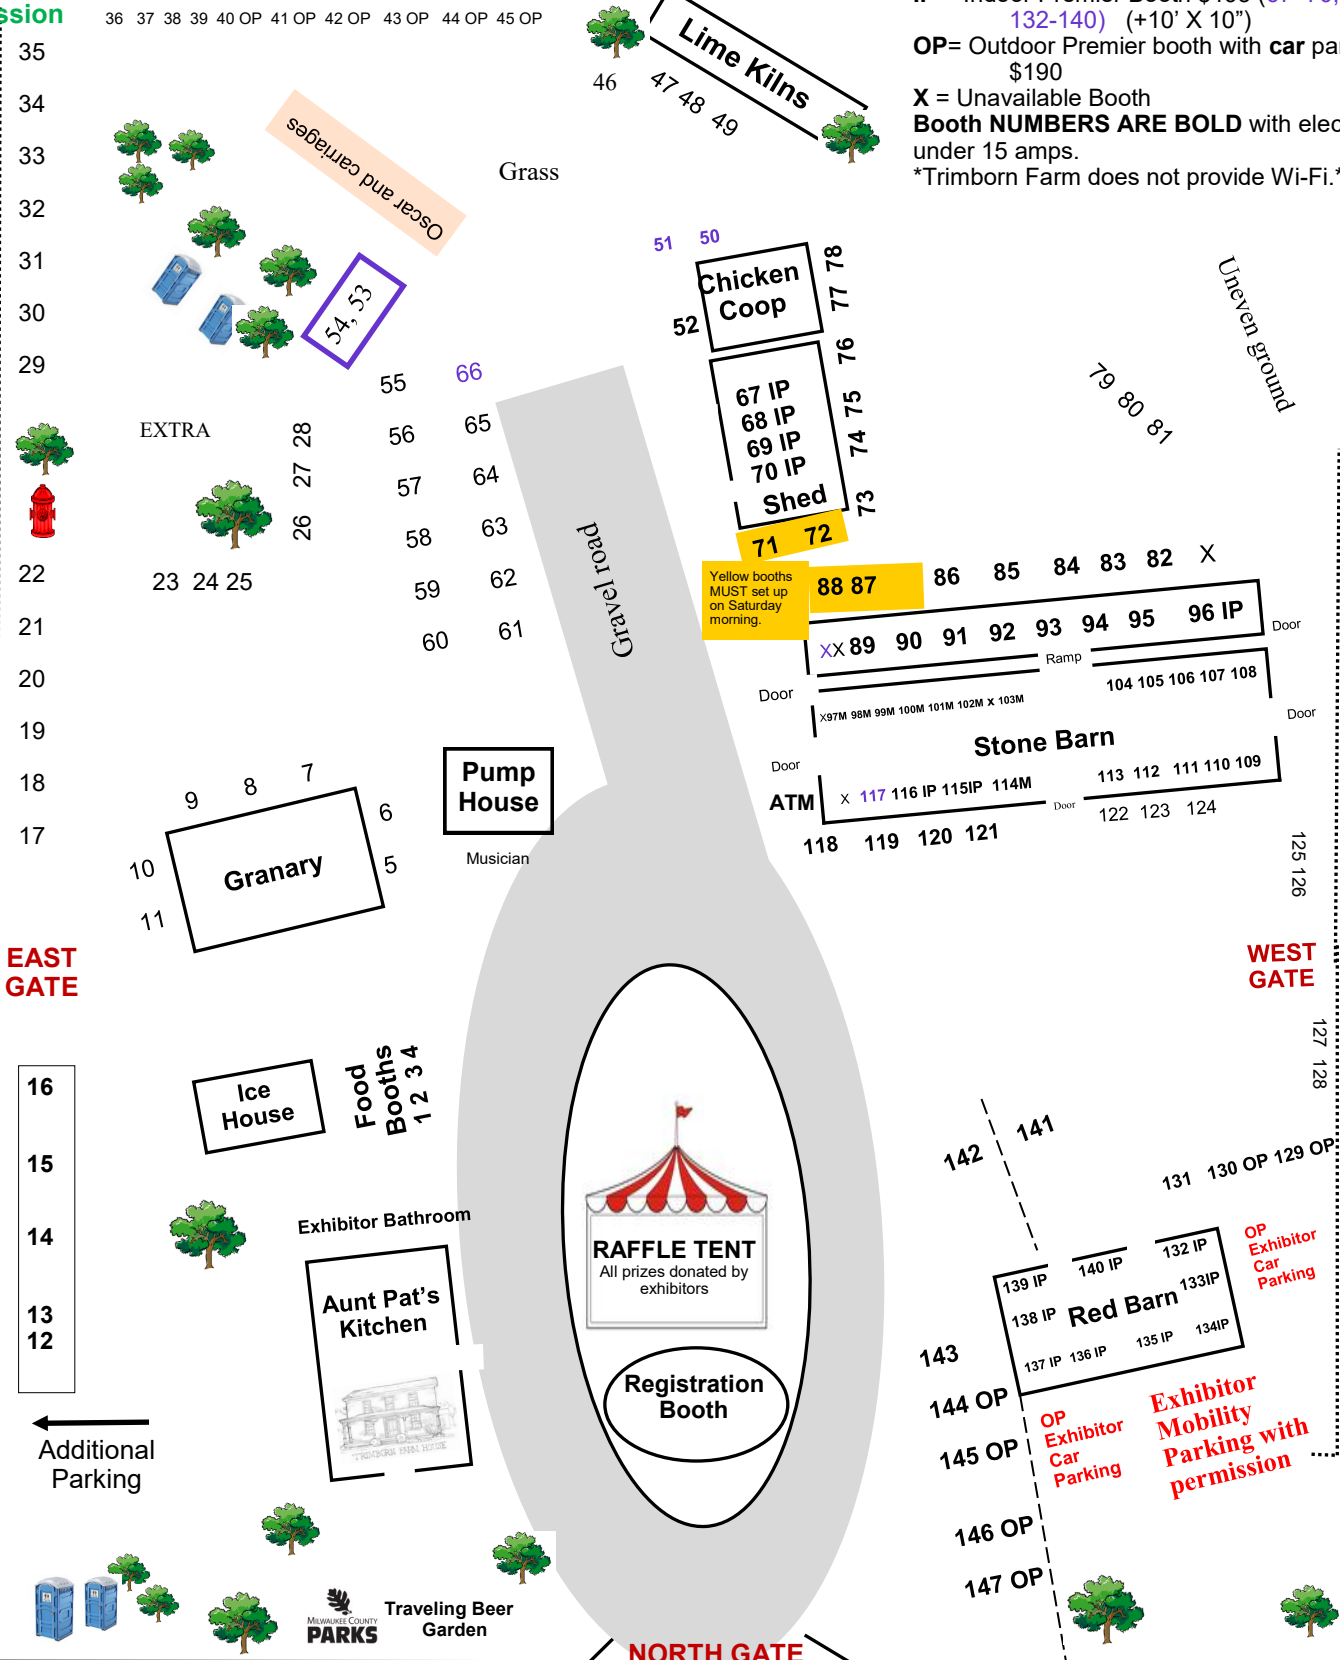 ssion
36 37 38 39 40 OP 41 OP 42 OP 43 OP 44 OP 45 OP
132-140) (+10' X 10")
OP= Outdoor Premier booth with car
$190
X = Unavailable Booth
Booth NUMBERS ARE BOLD with elec
under 15 amps.
*Trimborn Farm does not provide Wi-Fi.*
35
34
33
32
31
30
29
22
21
20
19
18
17
Lime Kilns
46
47 48 49
Oscar and carriages
Grass
54, 53
51 50
Chicken
Coop
52
78
77
76
75
74
73
67 IP
68 IP
69 IP
70 IP
Shed
71 72
Uneven ground
79 80 81
EXTRA
28
27
26
23 24 25
55 66
56 65
57 64
58 63
59 62
60 61
Gravel road
Yellow booths
MUST set up
on Saturday
morning.
88 87 86 85 84 83 82 X
XX 89 90 91 92 93 94 95 96 IP
Door
Ramp
Door
X97M 98M 99M 100M 101M 102M x 103M
104 105 106 107 108
Door
Stone Barn
Door
ATM
X 117 116 IP 115IP 114M
113 112 111 110 109
Door
118 119 120 121
122 123 124
125 126
Pump
House
Musician
9 8 7
6
5
10
11
Granary
EAST
GATE
WEST
GATE
127 128
16
15
14
13
12
Ice
House
Food
Booths
1 2 3 4
Exhibitor Bathroom
Aunt Pat's
Kitchen
TRIMBORN FARM HOUSE
RAFFLE TENT
All prizes donated by
exhibitors
Registration
Booth
142 141
131 130 OP 129 OP
139 IP 140 IP 132 IP
138 IP Red Barn 133IP
137 IP 136 IP 135 IP 134IP
OP
Exhibitor
Car
Parking
143
144 OP
145 OP
146 OP
147 OP
OP
Exhibitor
Car
Parking
Exhibitor
Mobility
Parking with
permission
Additional
Parking
MILWAUKEE COUNTY
PARKS
Traveling Beer
Garden
NORTH GATE